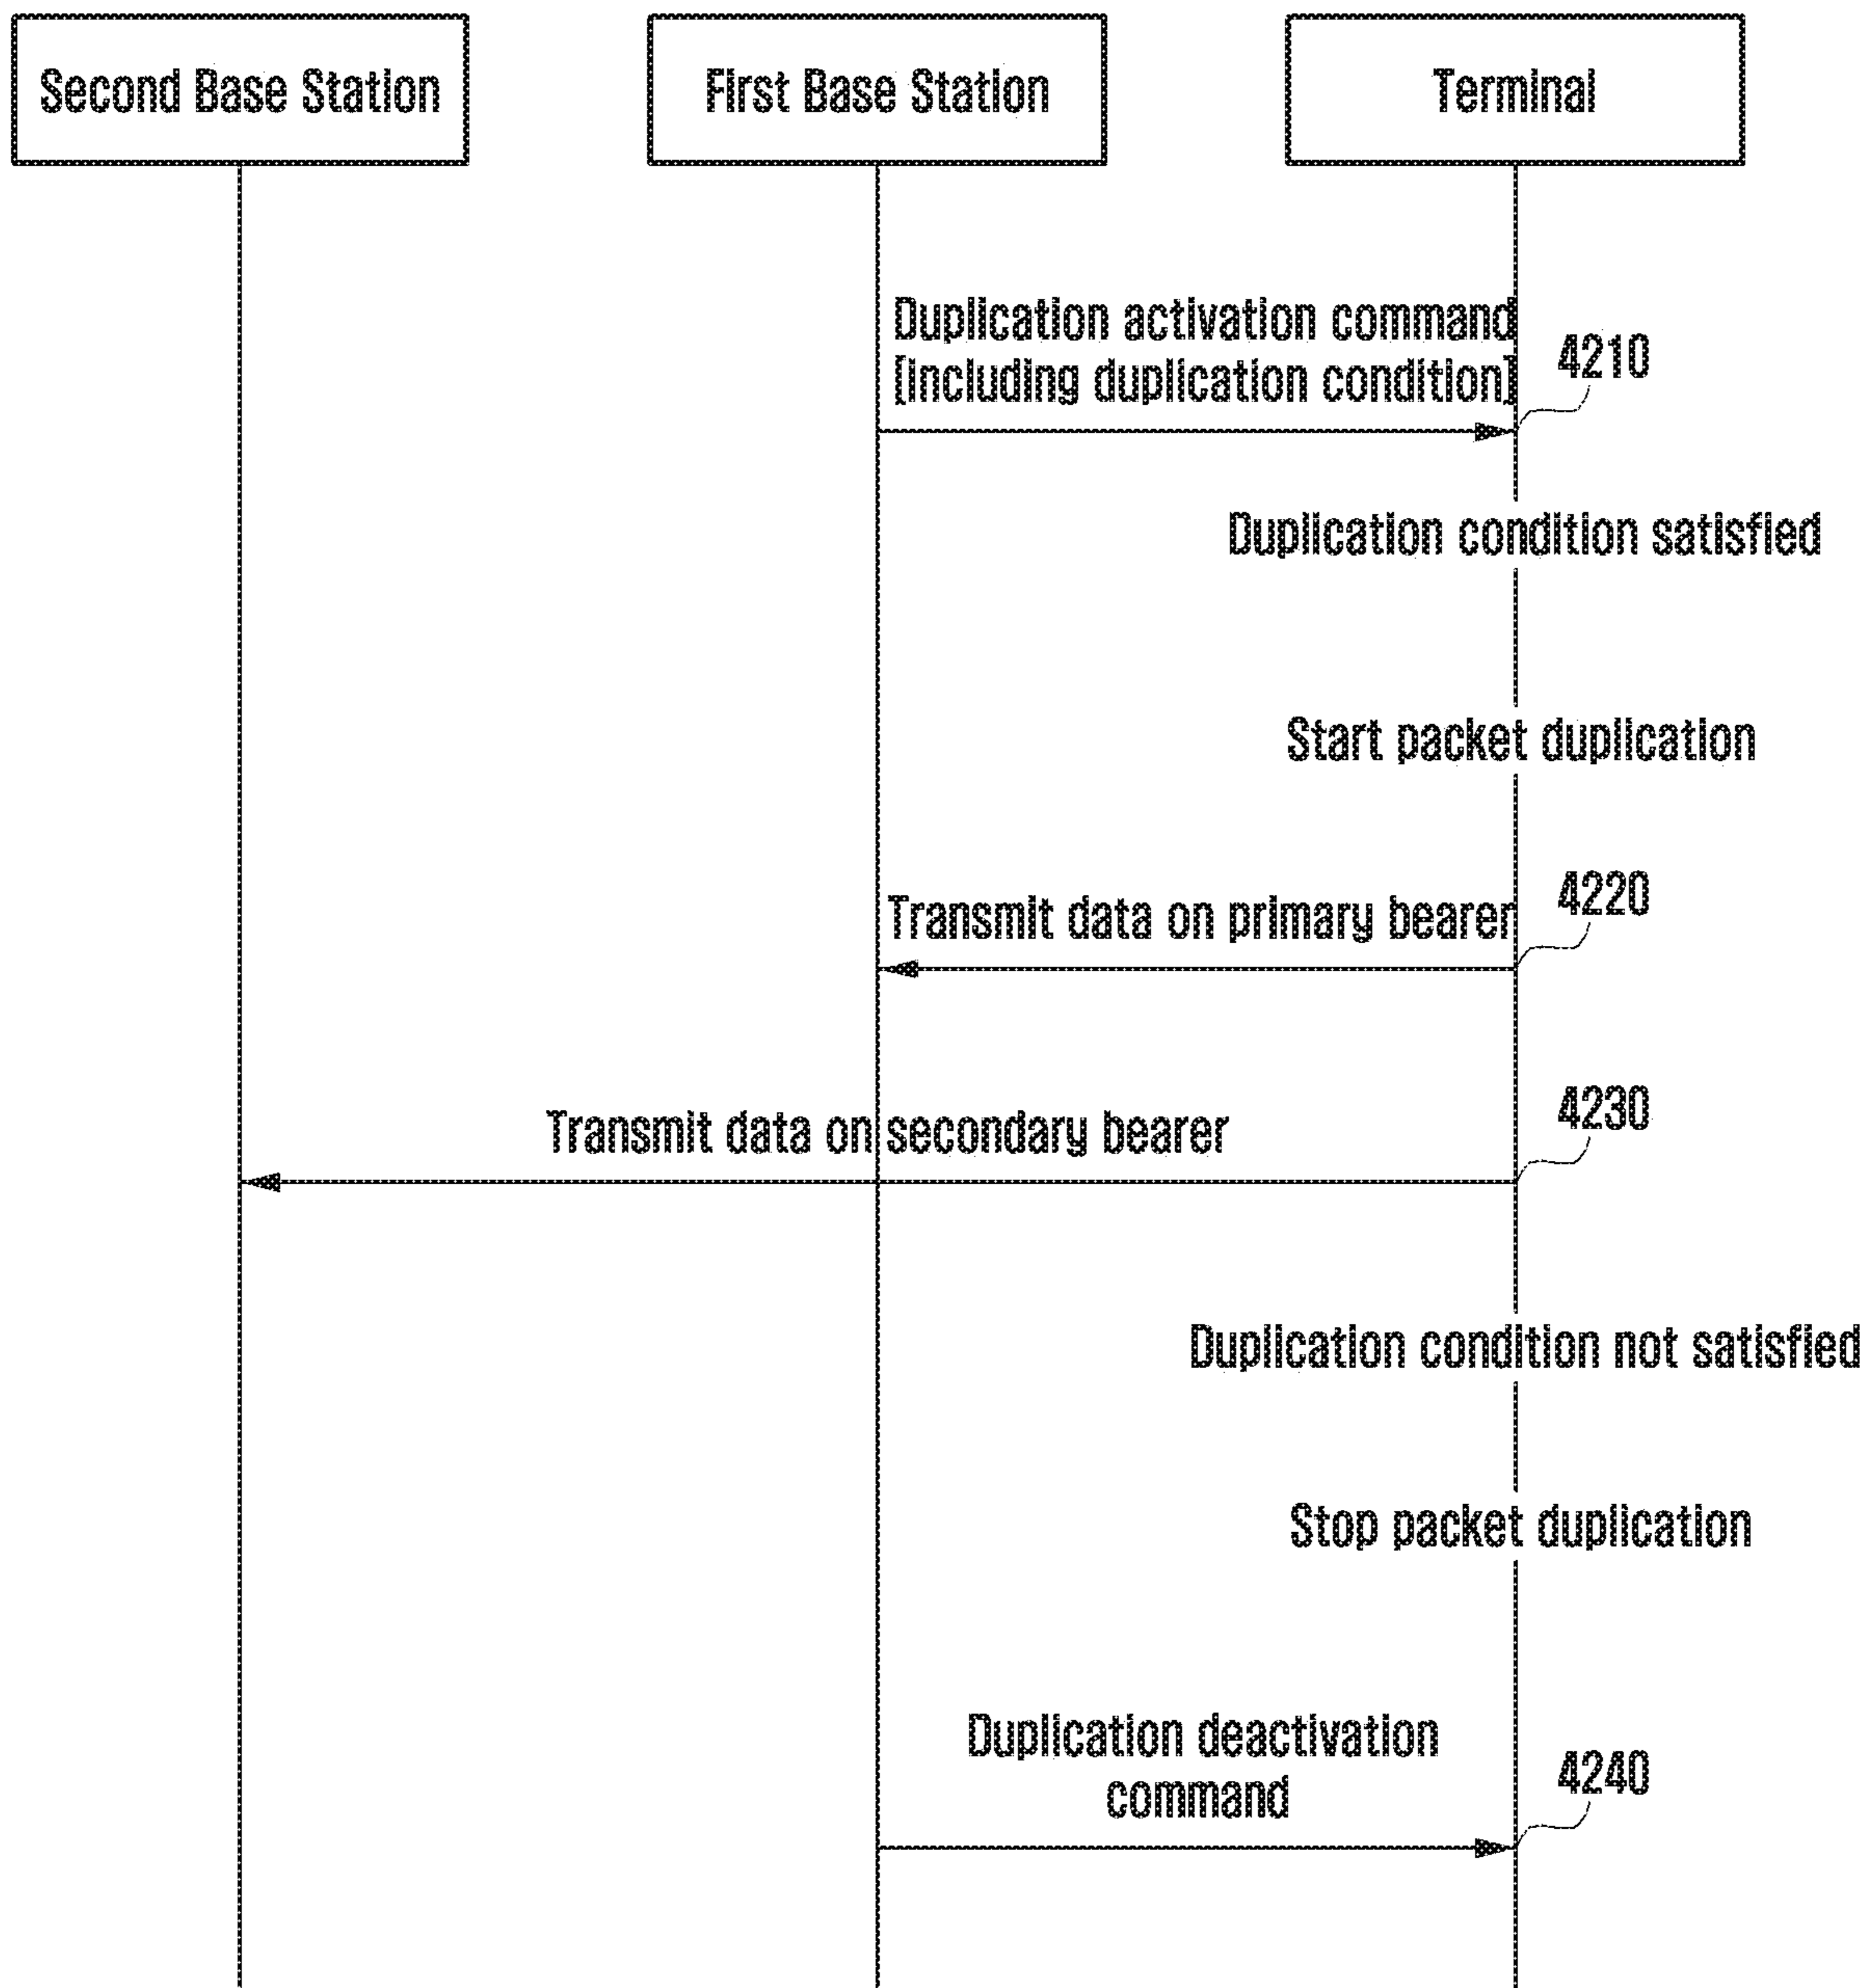 Second Base Station
First Base Station
Terminal
Duplication activation command
(including duplication condition)
4210
Duplication condition satisfied
Start packet duplication
4220
Transmit data on primary bearer
4230
Transmit data on secondary bearer
Duplication condition not satisfied
Stop packet duplication
Duplication deactivation
command
4240